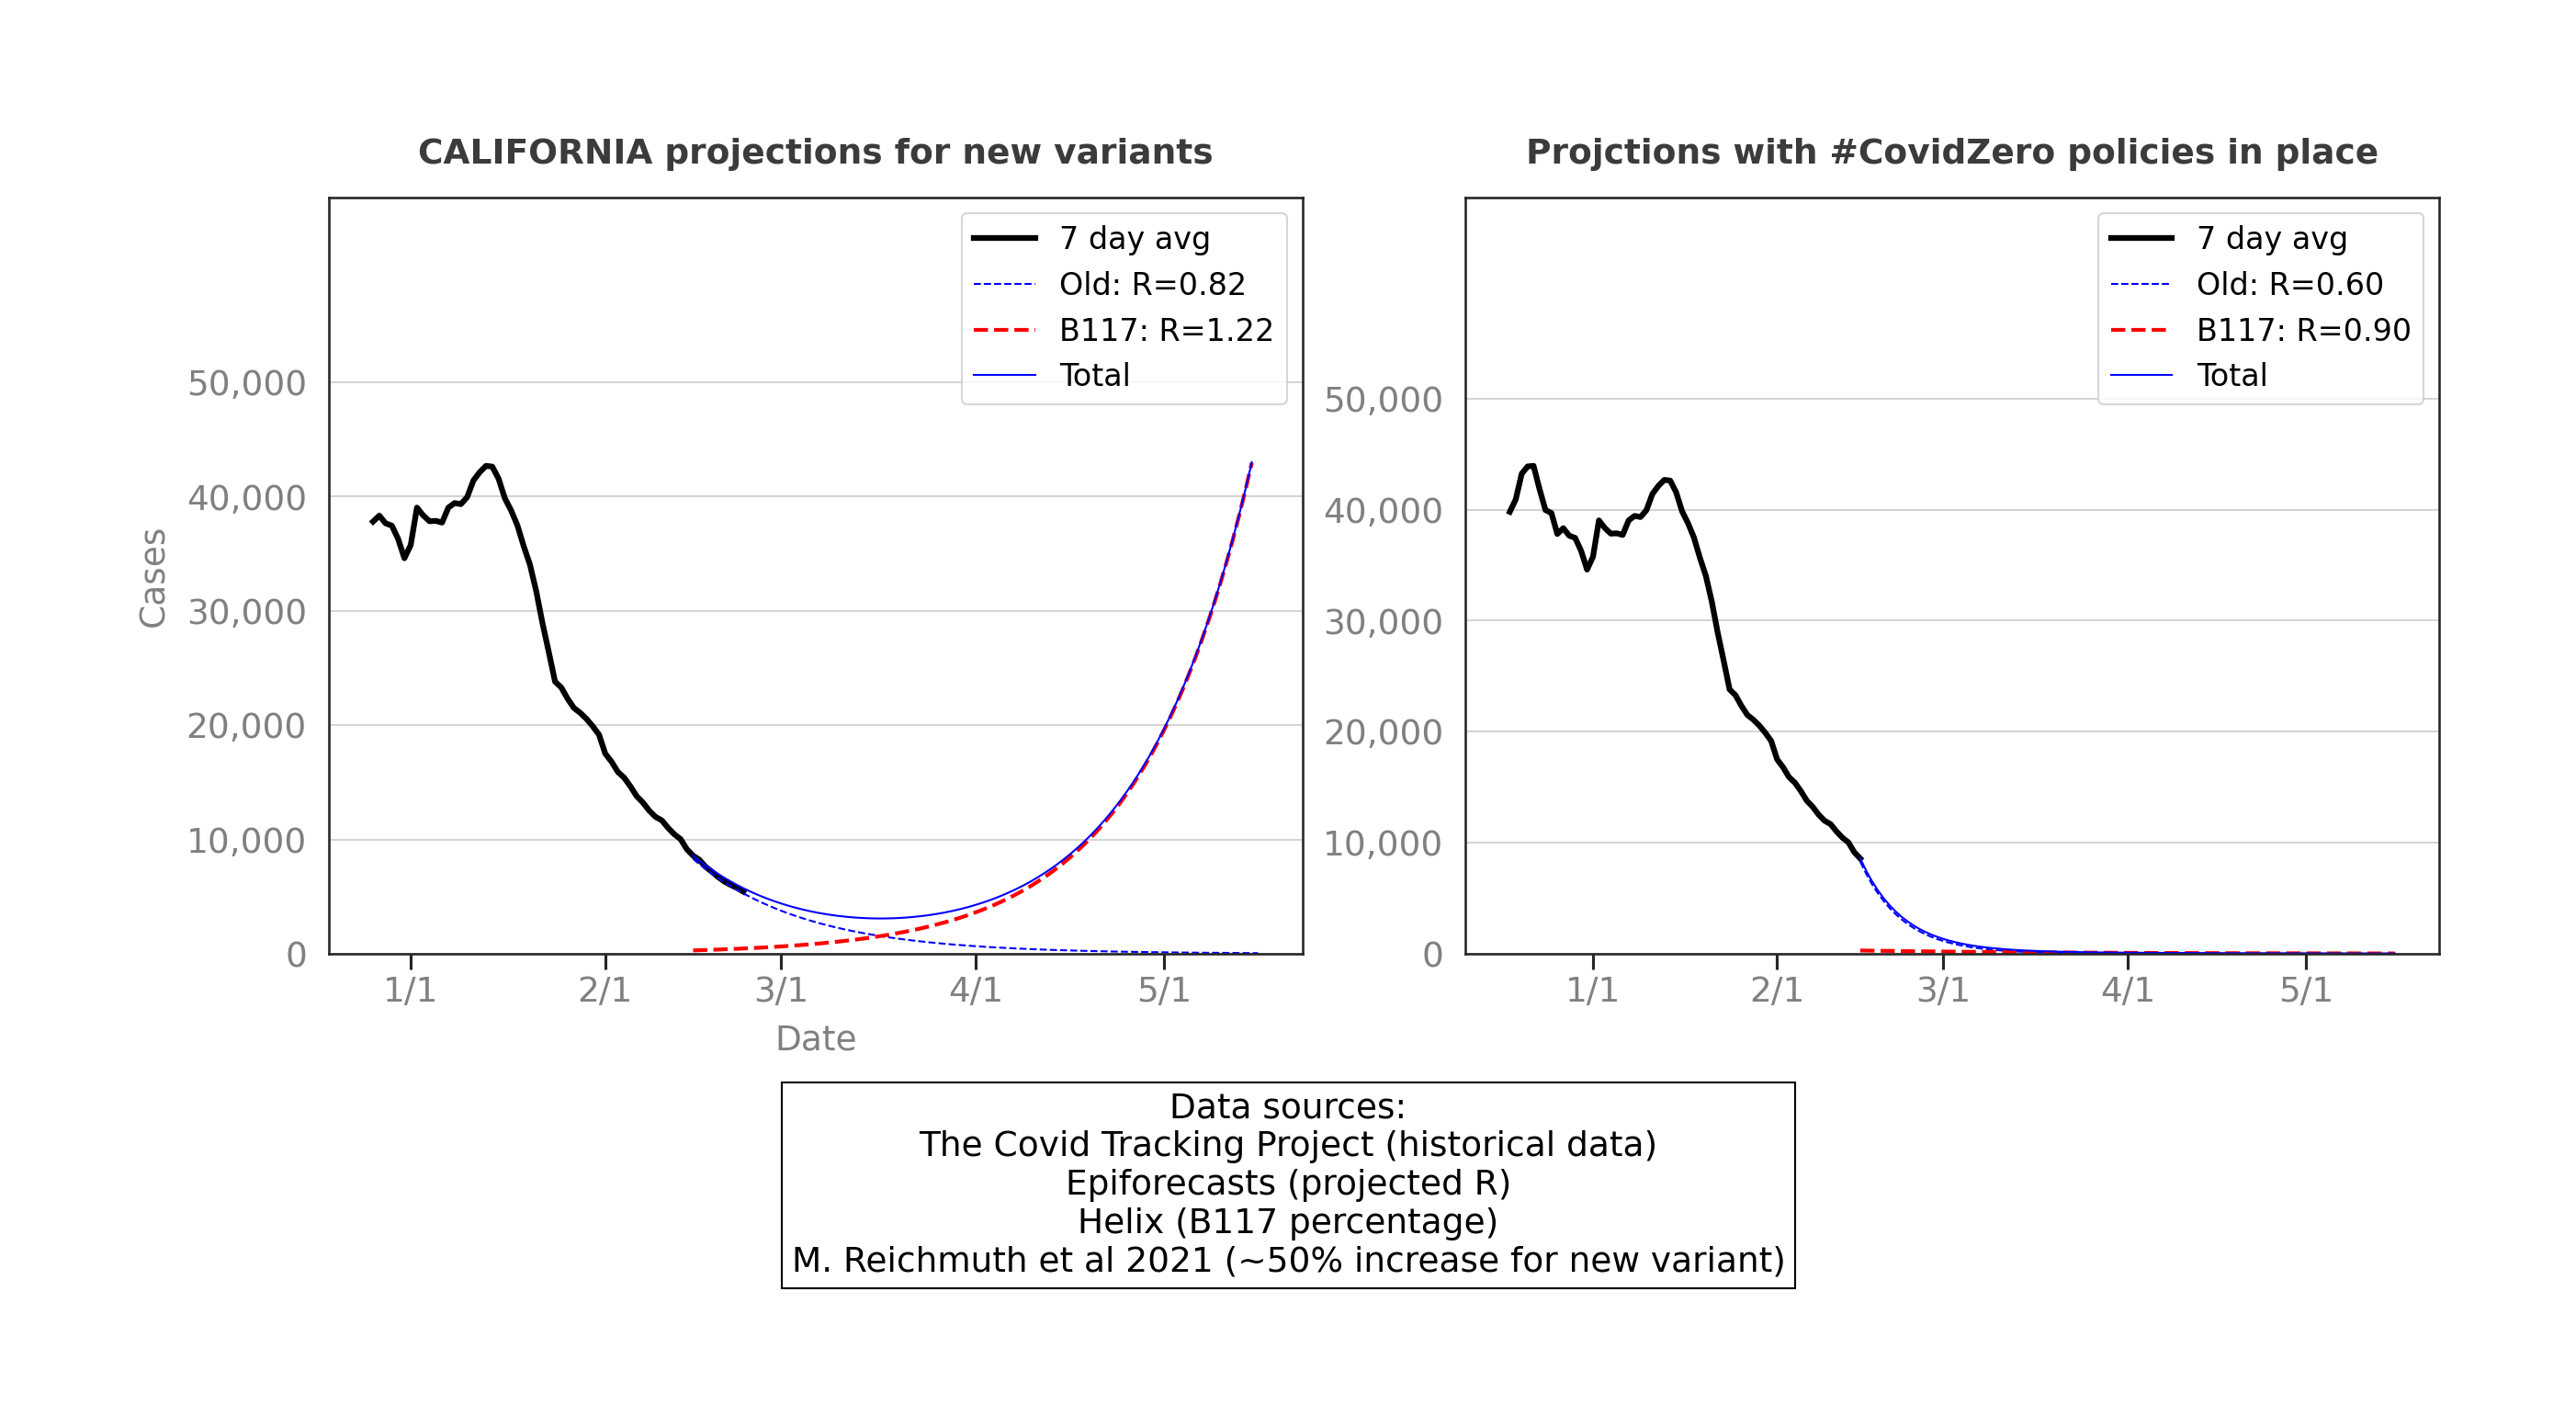 CALIFORNIA projections for new variants
7 day avg
Old: R=0.82
B117: R=1.22
Total
50,000
40,000
30,000
20,000
10,000
0
Cases
1/1
2/1
3/1
4/1
5/1
Date
Projctions with #CovidZero policies in place
7 day avg
Old: R=0.60
B117: R=0.90
Total
50,000
40,000
30,000
20,000
10,000
0
1/1
2/1
3/1
4/1
5/1
Data sources:
The Covid Tracking Project (historical data)
Epiforecasts (projected R)
Helix (B117 percentage)
M. Reichmuth et al 2021 (~50% increase for new variant)